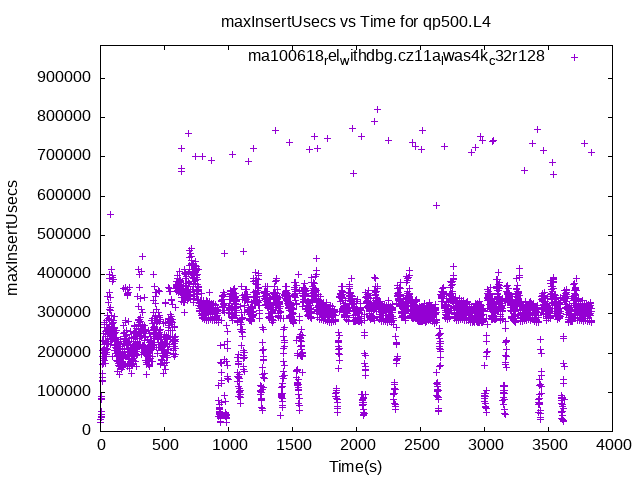 maxInsertUsecs vs Time for qp500.L4
ma100618_rel_withdbg.cz11a_was4k_c32r128
900000
800000
700000
600000
500000
400000
300000
200000
100000
0
maxInsertUsecs
0 500 1000 1500 2000 2500 3000 3500 4000
Time(s)